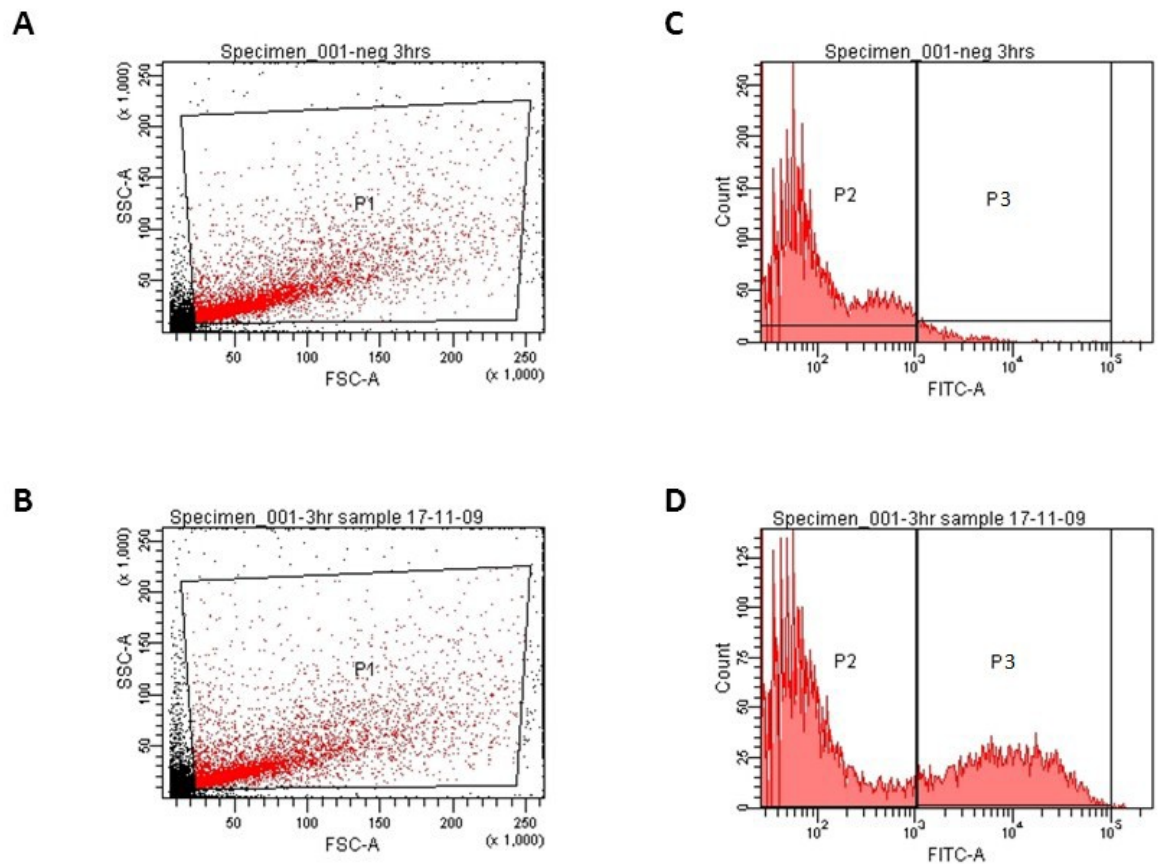 A
Specimen_001-neg 3hrs
(x 1,000)
250
200
150
100
50
SSC-A
P1
50 100 150 200 250
(x 1,000)
FSC-A
C
Specimen_001-neg 3hrs
250
200
150
100
50
0
Count
P2
P3
10^2 10^3 10^4 10^5
FITC-A
B
Specimen_001-3hr sample 17-11-09
(x 1,000)
250
200
150
100
50
SSC-A
P1
50 100 150 200 250
(x 1,000)
FSC-A
D
Specimen_001-3hr sample 17-11-09
125
100
75
50
25
0
Count
P2
P3
10^2 10^3 10^4 10^5
FITC-A